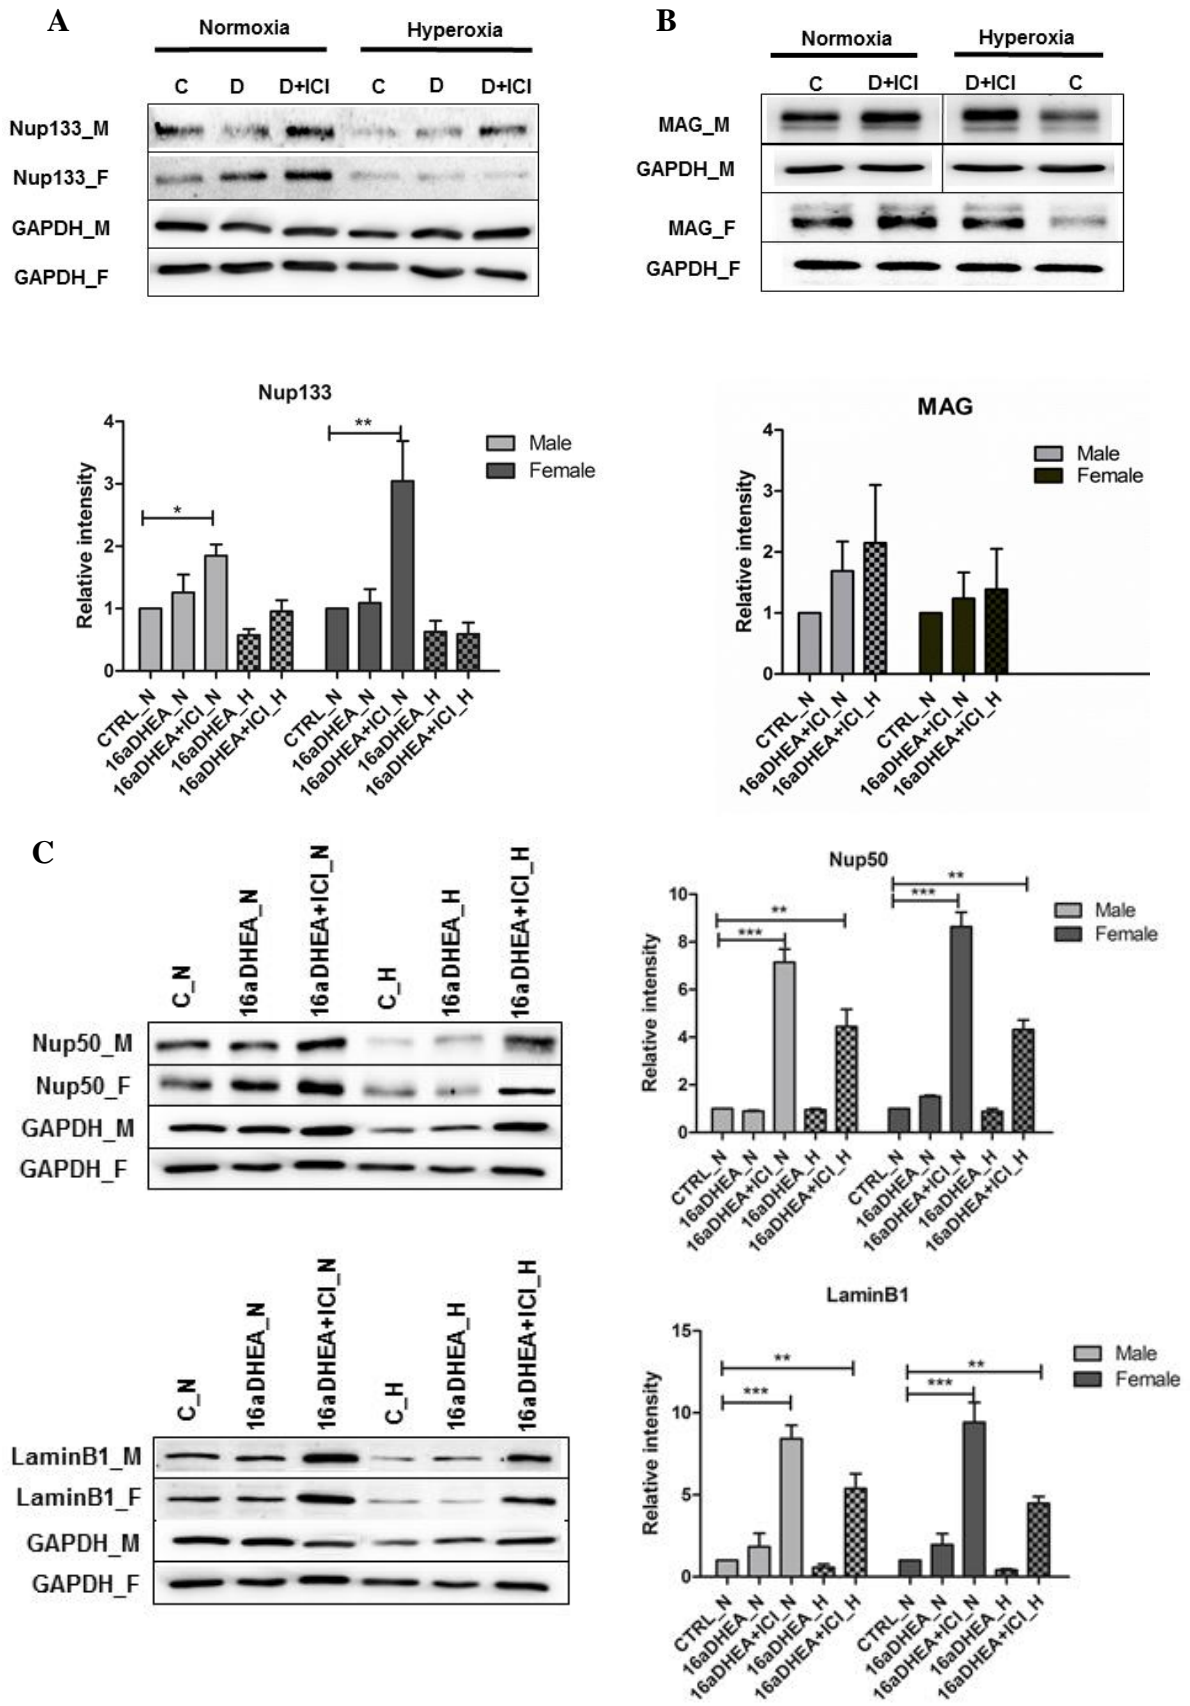 A
Normoxia Hyperoxia
C D D+ICI C D D+ICI
Nup133_M
Nup133_F
GAPDH_M
GAPDH_F
B
Normoxia Hyperoxia
C D+ICI D+ICI C
MAG_M
GAPDH_M
MAG_F
GAPDH_F
Nup133
Relative intensity
4
3
2
1
0
*
**
Male
Female
CTRL_N
16aDHEA_N
16aDHEA+ICI_N
16aDHEA_H
16aDHEA+ICI_H
CTRL_N
16aDHEA_N
16aDHEA+ICI_N
16aDHEA_H
16aDHEA+ICI_H
MAG
Relative intensity
4
3
2
1
0
Male
Female
CTRL_N
16aDHEA+ICI_N
16aDHEA+ICI_H
CTRL_N
16aDHEA+ICI_N
16aDHEA+ICI_H
C
C_N
16aDHEA_N
16aDHEA+ICI_N
C_H
16aDHEA_H
16aDHEA+ICI_H
Nup50_M
Nup50_F
GAPDH_M
GAPDH_F
Nup50
Relative intensity
10
8
6
4
2
0
**
***
**
***
Male
Female
CTRL_N
16aDHEA_N
16aDHEA+ICI_N
16aDHEA_H
16aDHEA+ICI_H
CTRL_N
16aDHEA_N
16aDHEA+ICI_N
16aDHEA_H
16aDHEA+ICI_H
C_N
16aDHEA_N
16aDHEA+ICI_N
C_H
16aDHEA_H
16aDHEA+ICI_H
LaminB1_M
LaminB1_F
GAPDH_M
GAPDH_F
LaminB1
Relative intensity
15
10
5
0
**
***
**
***
Male
Female
CTRL_N
16aDHEA_N
16aDHEA+ICI_N
16aDHEA_H
16aDHEA+ICI_H
CTRL_N
16aDHEA_N
16aDHEA+ICI_N
16aDHEA_H
16aDHEA+ICI_H